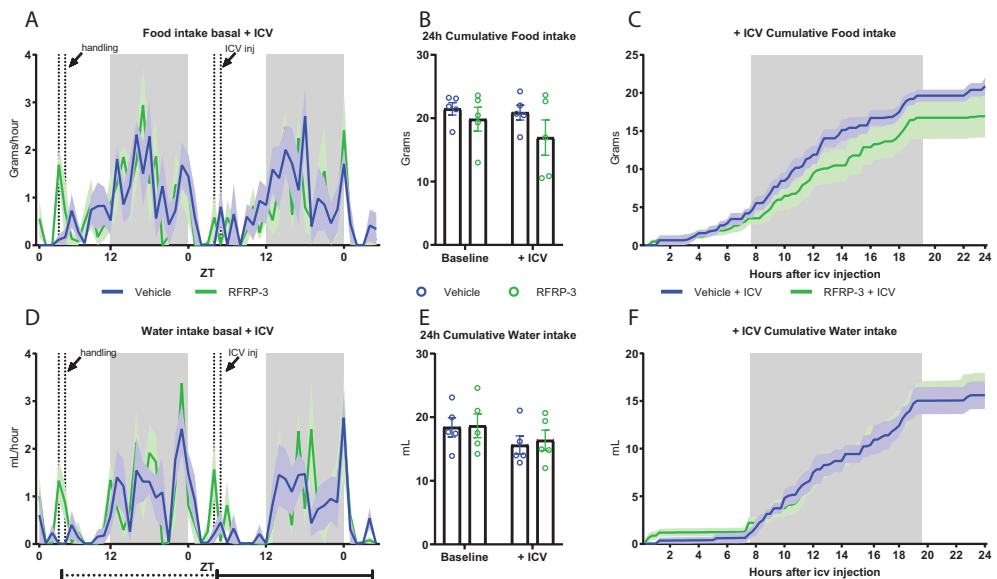 A
Food intake basal + ICV
handling
ICV inj
Grams/hour
4
3
2
1
0
12
0
12
0
ZT
Vehicle
RFRP-3
B
24h Cumulative Food intake
Grams
30
20
10
0
Baseline
+ ICV
Vehicle
RFRP-3
C
+ ICV Cumulative Food intake
Grams
25
20
15
10
5
0
2
4
6
8
10
12
14
16
18
20
22
24
Hours after icv injection
Vehicle + ICV
RFRP-3 + ICV
D
Water intake basal + ICV
handling
ICV inj
mL/hour
4
3
2
1
0
0
12
0
12
0
ZT
E
24h Cumulative Water intake
mL
30
20
10
0
Baseline
+ ICV
F
+ ICV Cumulative Water intake
mL
20
15
10
5
0
2
4
6
8
10
12
14
16
18
20
22
24
Hours after icv injection